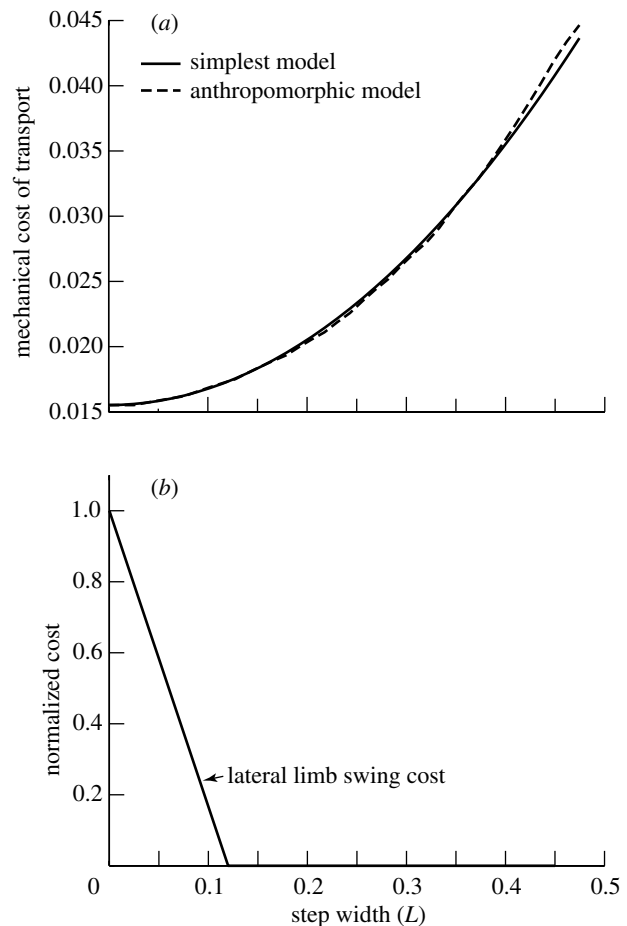 (a)
simplest model
anthropomorphic model
mechanical cost of transport
0.045
0.040
0.035
0.030
0.025
0.020
0.015
(b)
normalized cost
1.0
0.8
0.6
0.4
0.2
lateral limb swing cost
0 0.1 0.2 0.3 0.4 0.5
step width (L)